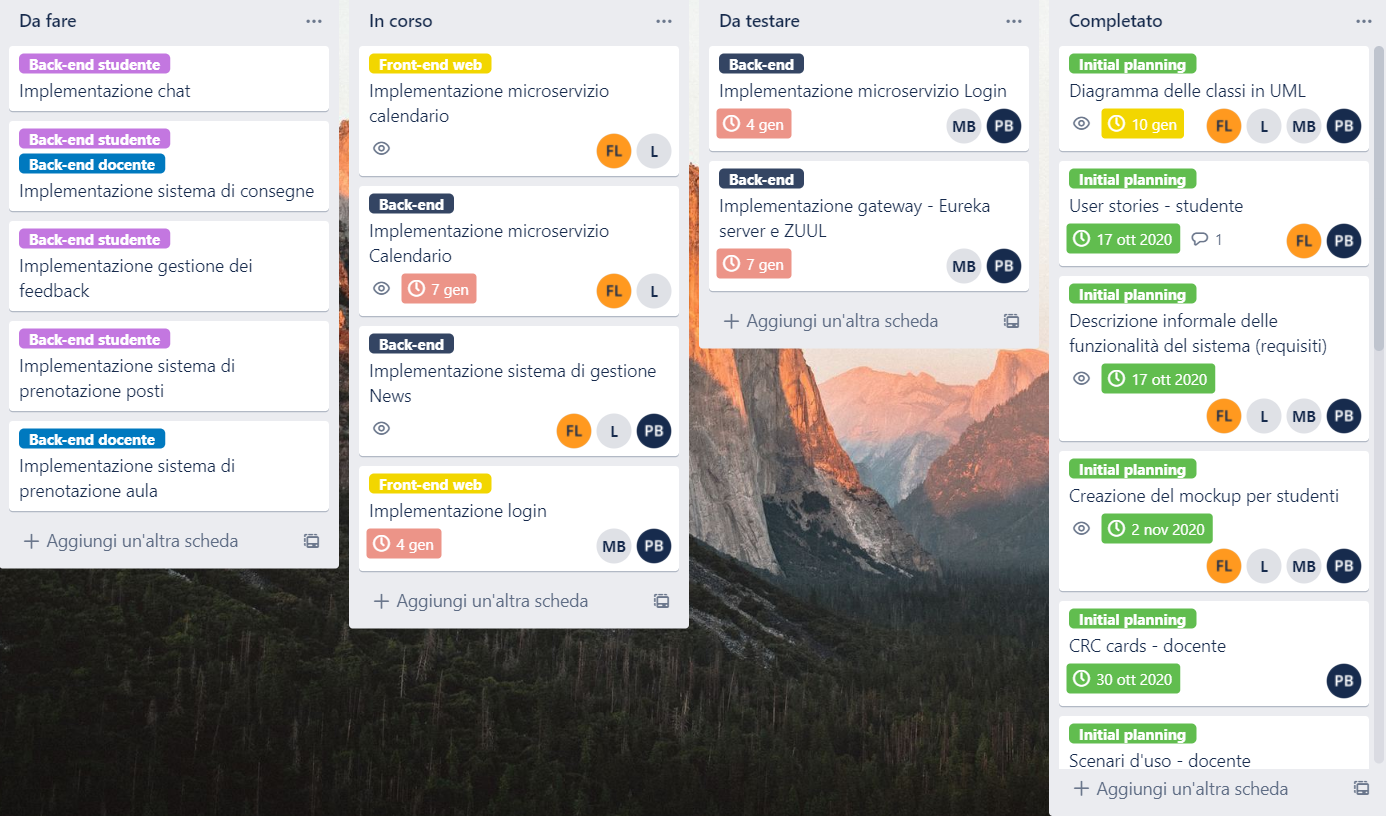 Da fare
Back-end studente
Implementazione chat
Back-end studente
Back-end docente
Implementazione sistema di consegne
Back-end studente
Implementazione gestione dei
feedback
Back-end studente
Implementazione sistema di
prenotazione posti
Back-end docente
Implementazione sistema di
prenotazione aula
Aggiungi un'altra scheda
In corso
Front-end web
Implementazione microservizio
calendario
FL L
Back-end
Implementazione microservizio
Calendario
7 gen FL L
Back-end
Implementazione sistema di gestione
News
FL L PB
Front-end web
Implementazione login
4 gen MB PB
Aggiungi un'altra scheda
Da testare
Back-end
Implementazione microservizio Login
4 gen MB PB
Back-end
Implementazione gateway - Eureka
server e ZUUL
7 gen MB PB
Aggiungi un'altra scheda
Completato
Initial planning
Diagramma delle classi in UML
10 gen FL L MB PB
Initial planning
User stories - studente
17 ott 2020 1 FL PB
Initial planning
Descrizione informale delle
funzionalità del sistema (requisiti)
17 ott 2020
FL L MB PB
Initial planning
Creazione del mockup per studenti
2 nov 2020
FL L MB PB
Initial planning
CRC cards - docente
30 ott 2020 PB
Initial planning
Scenari d'uso - docente
Aggiungi un'altra scheda